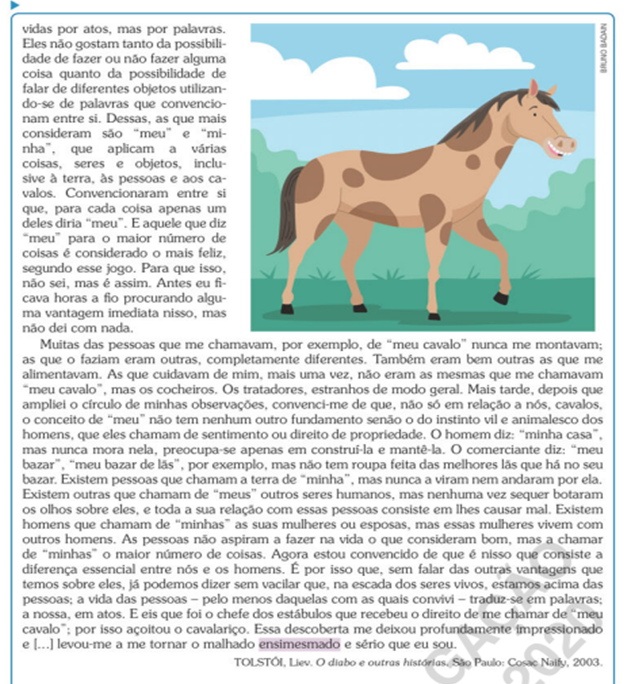 vidas por atos, mas por palavras.
Eles não gostam tanto da possibili-
dade de fazer ou não fazer alguma
coisa quanto da possibilidade de
falar de diferentes objetos utilizan-
do-se de palavras que convencio-
nam entre si. Dessas, as que mais
consideram são “meu” e “mi-
nha”, que aplicam a várias
coisas, seres e objetos, inclu-
sive à terra, às pessoas e aos ca-
valos. Convencionaram entre si
que, para cada coisa apenas um
deles diria “meu”. E aquele que diz
“meu” para o maior número de
coisas é considerado o mais feliz,
segundo esse jogo. Para que isso,
não sei, mas é assim. Antes eu fi-
cava horas a fio procurando algu-
ma vantagem imediata nisso, mas
não dei com nada.
BRUNO BADAIN
Muitas das pessoas que me chamavam, por exemplo, de “meu cavalo” nunca me montavam;
as que o faziam eram outras, completamente diferentes. Também eram bem outras as que me
alimentavam. As que cuidavam de mim, mais uma vez, não eram as mesmas que me chamavam
“meu cavalo”, mas os cocheiros. Os tratadores, estranhos de modo geral. Mais tarde, depois que
ampliei o círculo de minhas observações, convenci-me de que, não só em relação a nós, cavalos,
o conceito de “meu” não tem nenhum outro fundamento senão o do instinto vil e animalesco dos
homens, que eles chamam de sentimento ou direito de propriedade. O homem diz: “minha casa”,
mas nunca mora nela, preocupa-se apenas em construí-la e mantê-la. O comerciante diz: “meu
bazar”, “meu bazar de lãs”, por exemplo, mas não tem roupa feita das melhores lãs que há no seu
bazar. Existem pessoas que chamam a terra de “minha”, mas nunca a viram nem andaram por ela.
Existem outras que chamam de “meus” outros seres humanos, mas nenhuma vez sequer botaram
os olhos sobre eles, e toda a sua relação com essas pessoas consiste em lhes causar mal. Existem
homens que chamam de “minhas” as suas mulheres ou esposas, mas essas mulheres vivem com
outros homens. As pessoas não aspiram a fazer na vida o que consideram bom, mas a chamar
de “minhas” o maior número de coisas. Agora estou convencido de que é nisso que consiste a
diferença essencial entre nós e os homens. É por isso que, sem falar das outras vantagens que
temos sobre eles, já podemos dizer sem vacilar que, na escada dos seres vivos, estamos acima das
pessoas; a vida das pessoas – pelo menos daquelas com as quais convivi – traduz-se em palavras;
a nossa, em atos. E eis que foi o chefe dos estábulos que recebeu o direito de me chamar de “meu
cavalo”; por isso açoitou o cavalariço. Essa descoberta me deixou profundamente impressionado
e [...] levou-me a me tornar o malhado ensimesmado e sério que eu sou.
TOLSTÓI, Liev. O diabo e outras histórias. São Paulo: Cosac Naify, 2003.
GAÇÃO
2020